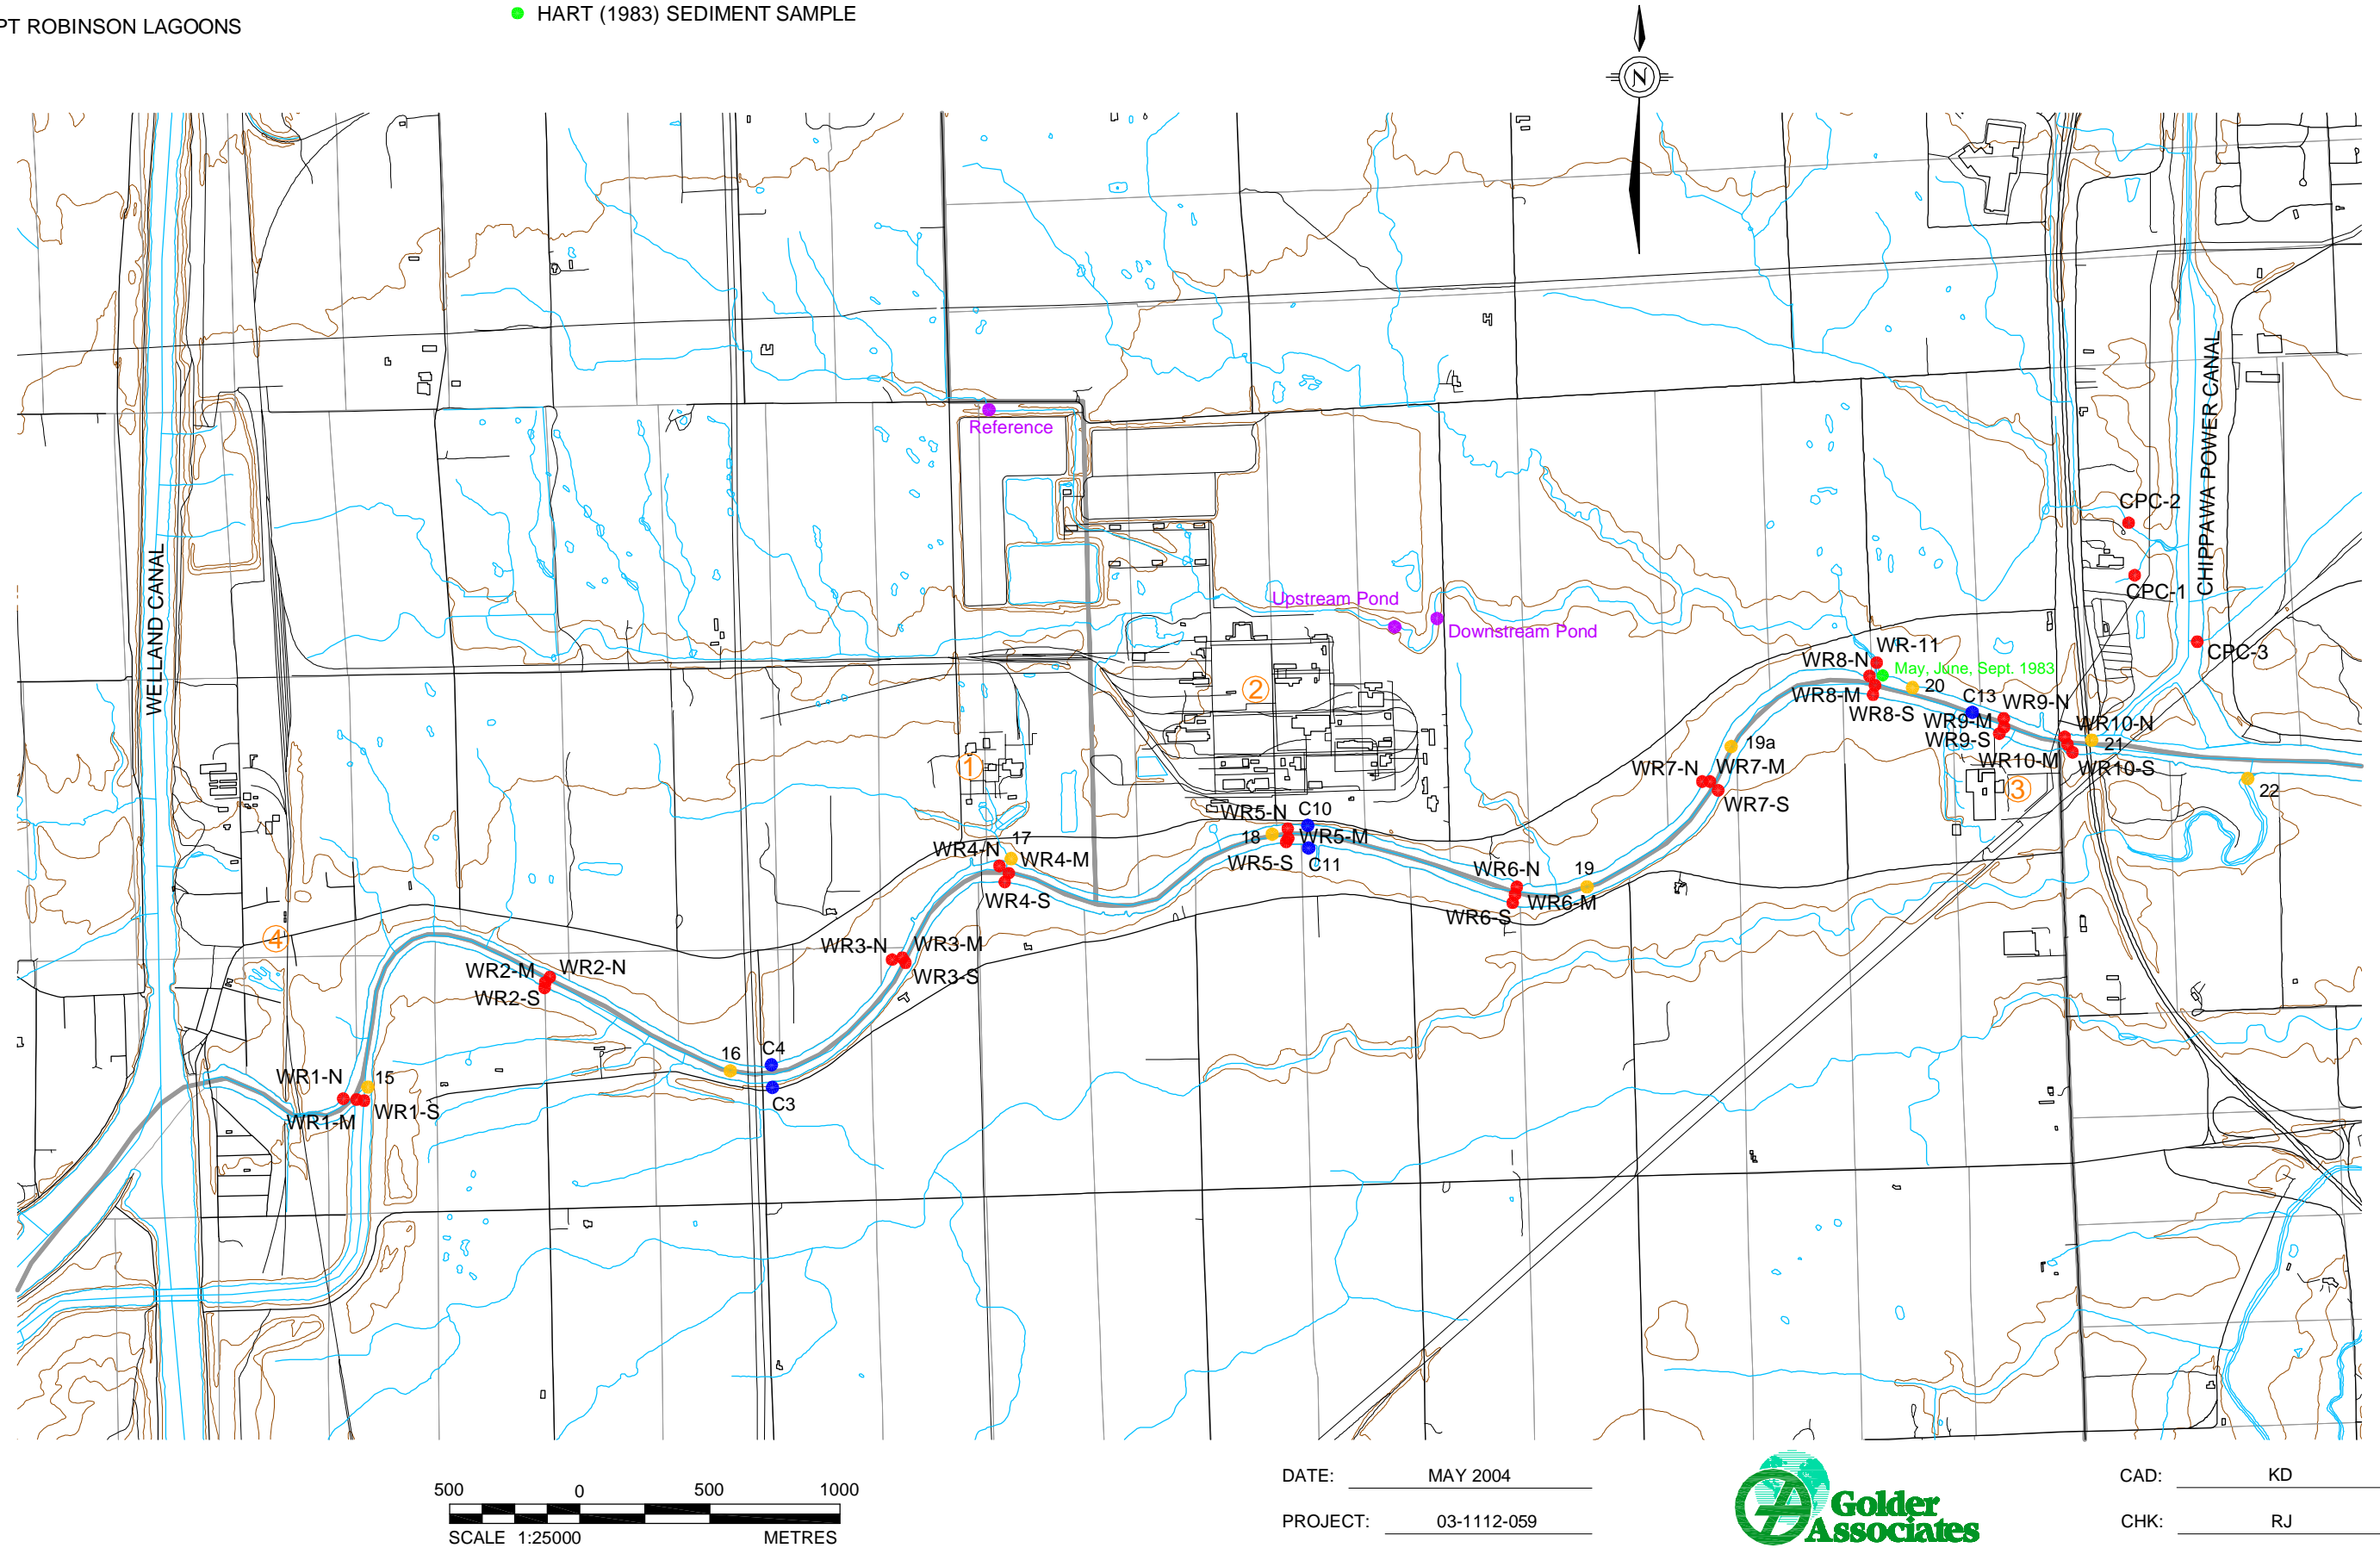 PT ROBINSON LAGOONS
HART (1983) SEDIMENT SAMPLE
N
WELLAND CANAL
CHIPPAWA POWER CANAL
Reference
CPC-2
CPC-1
CPC-3
Upstream Pond
Downstream Pond
WR-11
WR8-N
May, June, Sept. 1983
WR8-M
20
WR8-S
C13
WR9-N
WR9-M
WR9-S
WR10-N
21
WR10-M
WR10-S
22
3
2
1
19a
WR7-N
WR7-M
WR7-S
WR5-N
C10
18
WR5-M
WR5-S
C11
17
WR4-N
WR4-M
WR4-S
WR6-N
19
WR6-M
WR6-S
4
WR3-N
WR3-M
WR3-S
WR2-M
WR2-N
WR2-S
16
C4
C3
WR1-N
15
WR1-M
WR1-S
500 0 500 1000
SCALE 1:25000 METRES
DATE: MAY 2004
PROJECT: 03-1112-059
Golder
Associates
CAD: KD
CHK: RJ